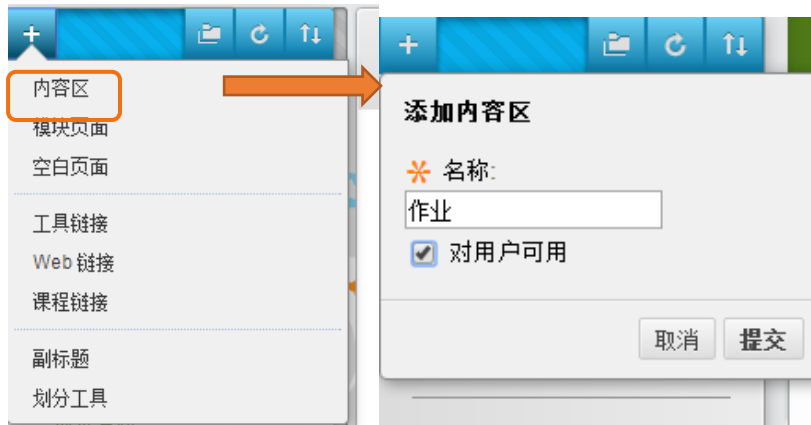 内容区
模块页面
空白页面
工具链接
Web 链接
课程链接
副标题
划分工具
添加内容区
名称:
作业
对用户可用
取消
提交